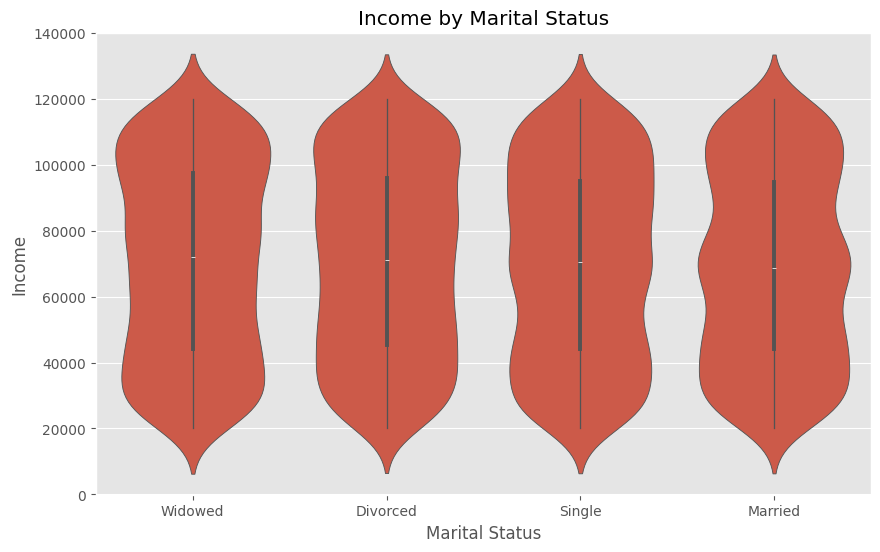 Income by Marital Status
140000
120000
100000
80000
60000
40000
20000
0
Income
Widowed
Divorced
Single
Married
Marital Status